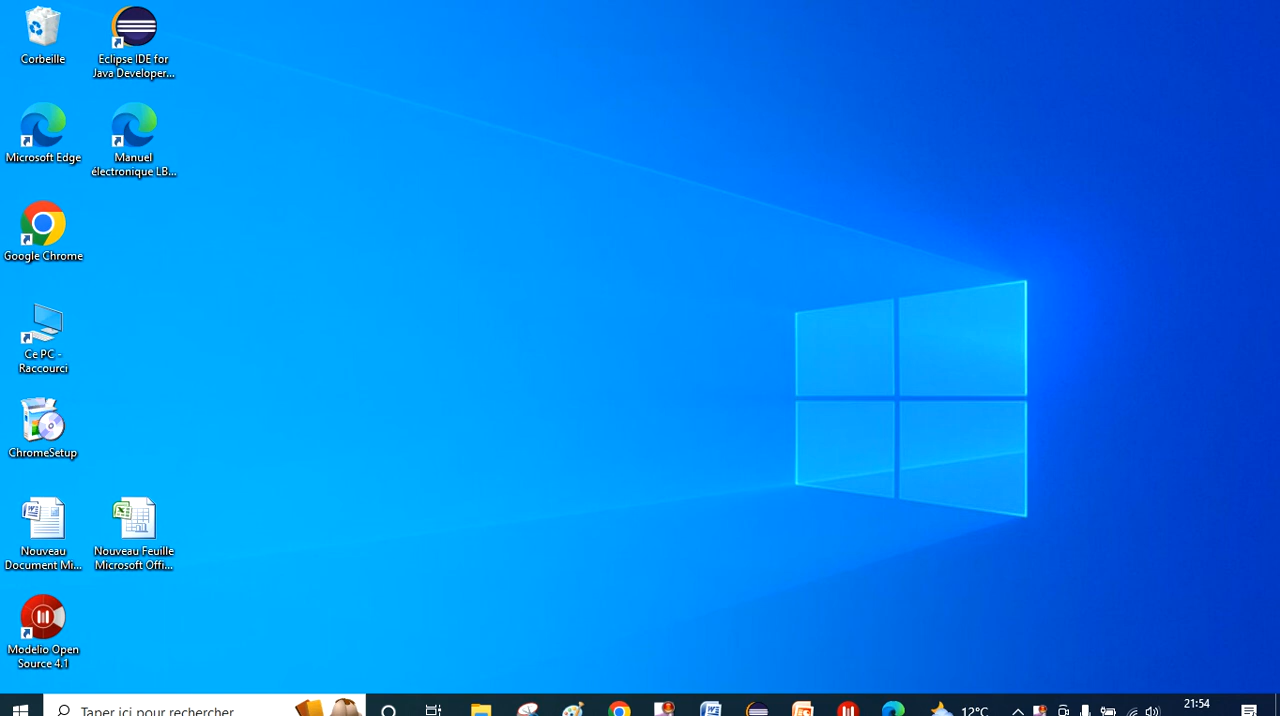 Corbeille
Eclipse IDE for
Java Developer...
Microsoft Edge
Manuel
électronique LB...
Google Chrome
Ce PC -
Raccourci
ChromeSetup
Nouveau
Document Mi...
Nouveau Feuille
Microsoft Offi...
Modelio Open
Source 4.1
Taper ici pour rechercher
12°C
21:54